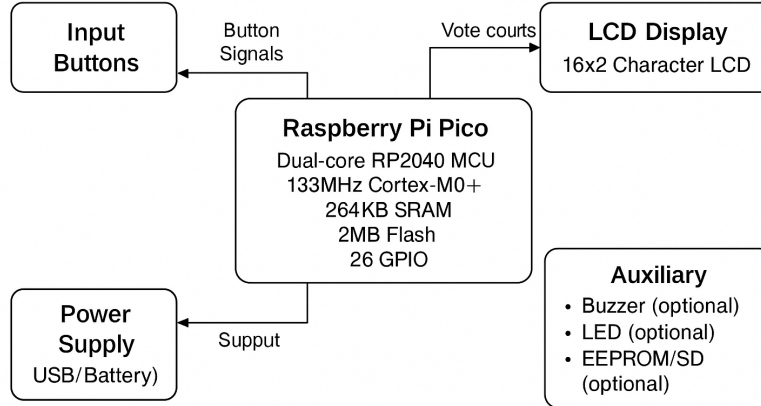 Input
Buttons
Button
Signals
Vote courts
LCD Display
16x2 Character LCD
Raspberry Pi Pico
Dual-core RP2040 MCU
133MHz Cortex-M0+
264KB SRAM
2MB Flash
26 GPIO
Power
Supply
USB/Battery)
Supput
Auxiliary
• Buzzer (optional)
• LED (optional)
• EEPROM/SD
(optional)